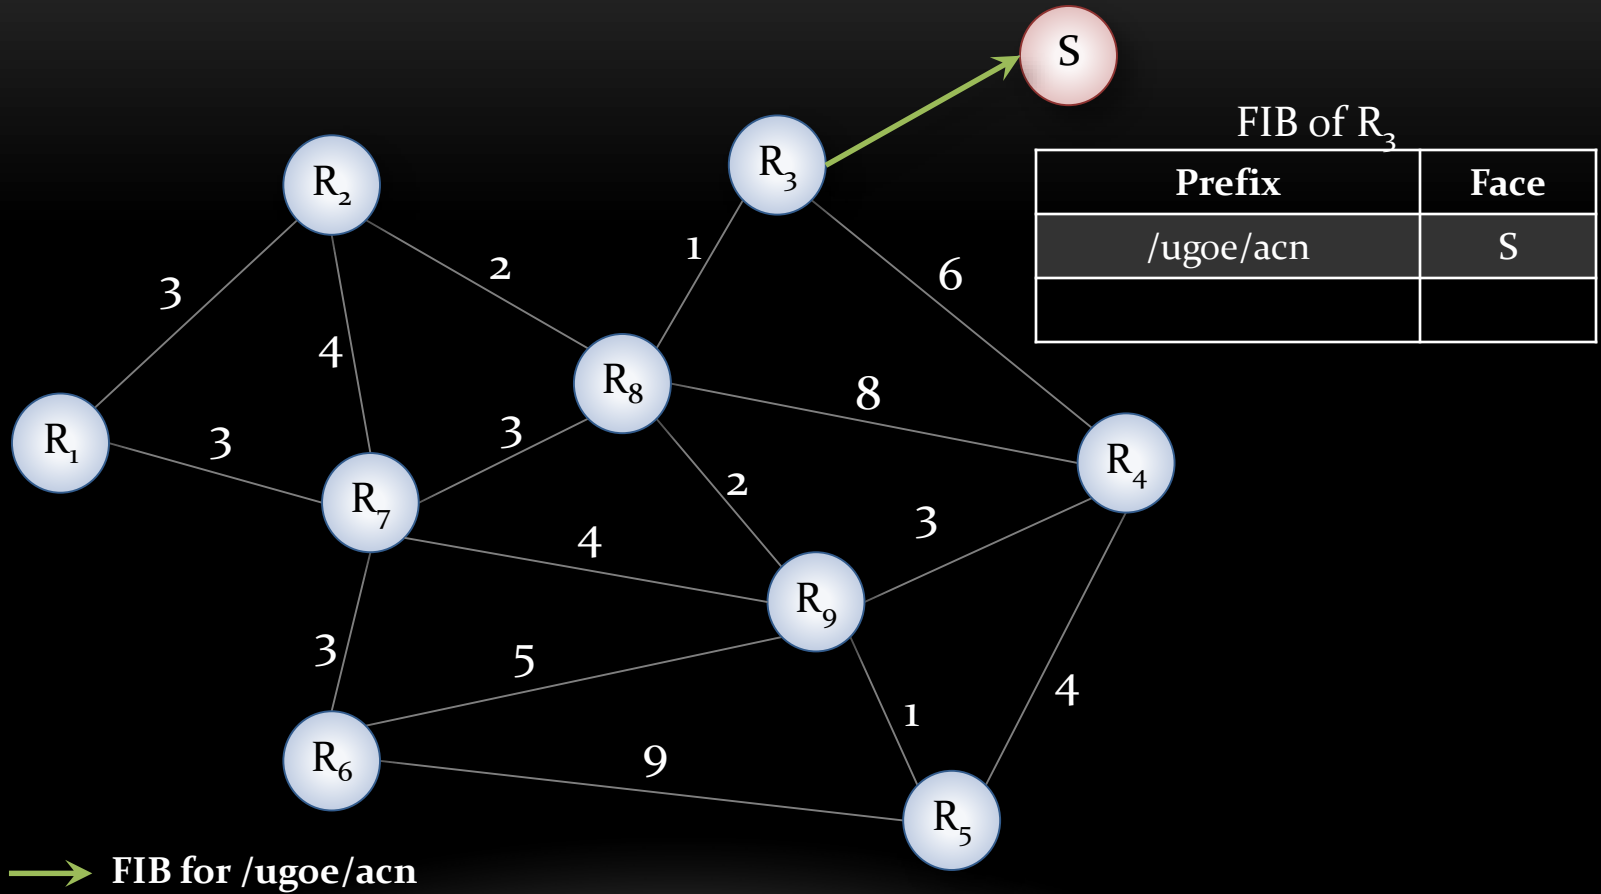 S
FIB of R3
Prefix Face
/ugoe/acn S
R2
R3
1
2
6
3
4
8
R8
R1
3
3
R4
R7
2
3
4
R9
3
5
1
4
9
R6
R5
FIB for /ugoe/acn